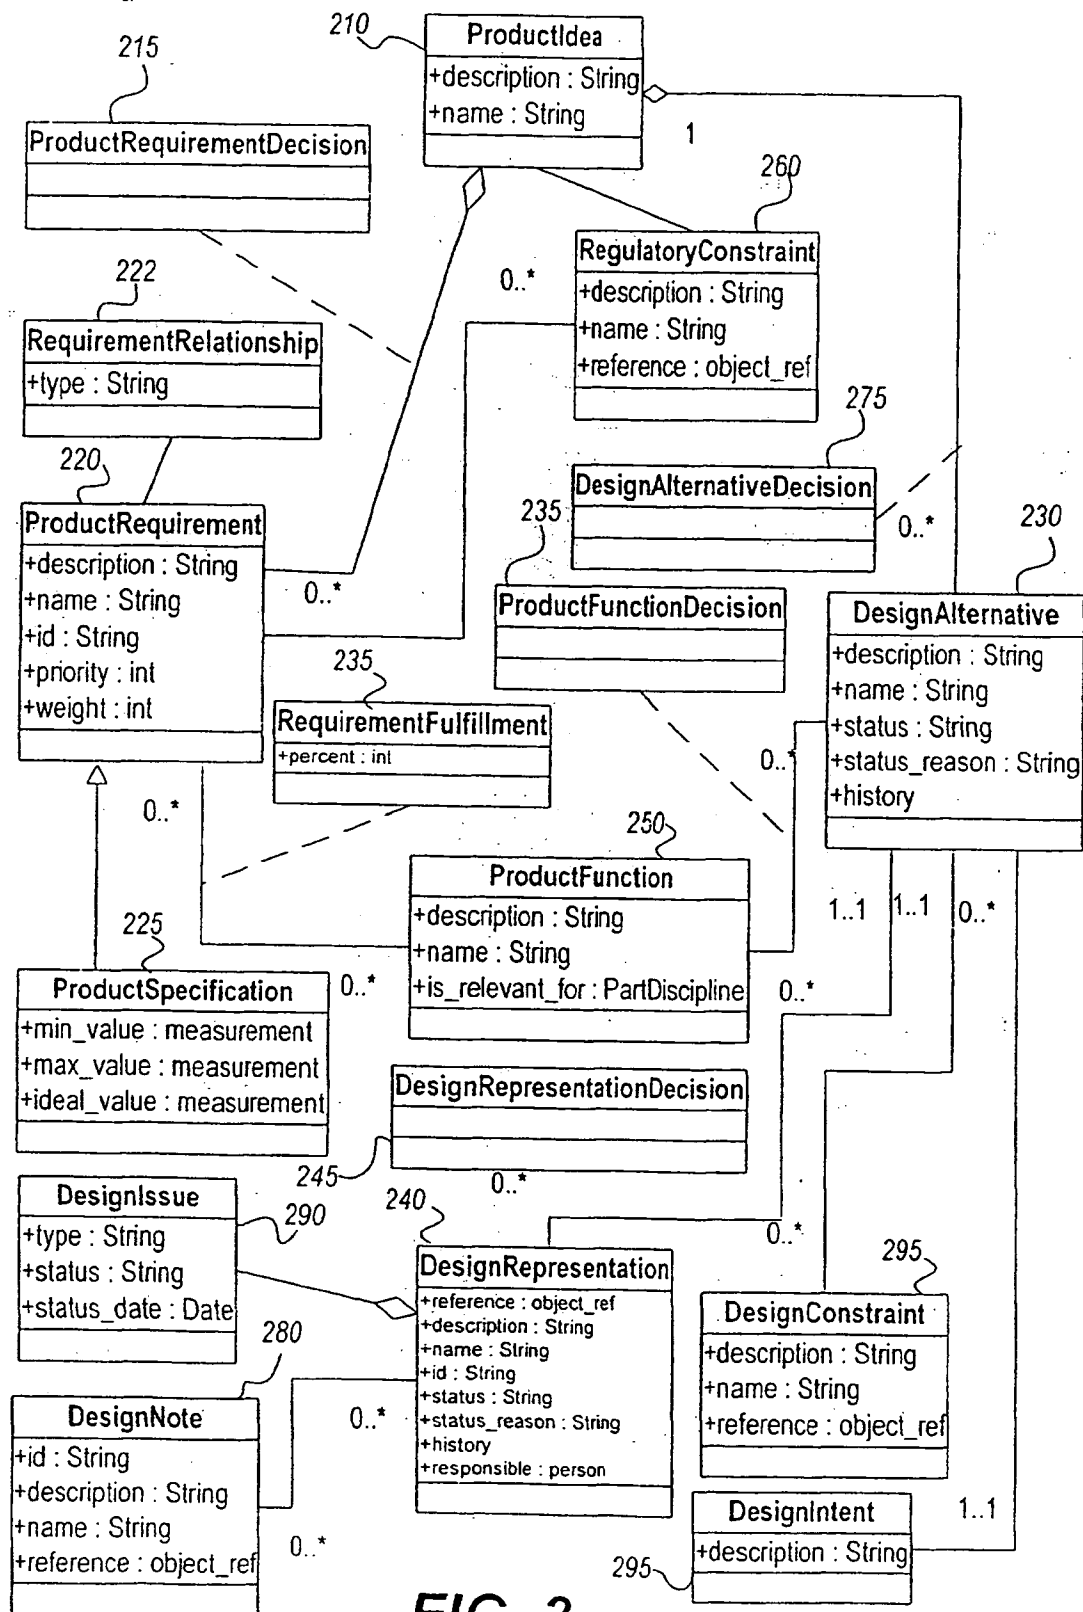 210
ProductIdea
+description : String
+name : String
1
215
ProductRequirementDecision
260
RegulatoryConstraint
+description : String
+name : String
+reference : object_ref
0..*
222
RequirementRelationship
+type : String
275
DesignAlternativeDecision
0..*
220
ProductRequirement
+description : String
+name : String
+id : String
+priority : int
+weight : int
0..*
235
ProductFunctionDecision
230
DesignAlternative
+description : String
+name : String
+status : String
+status_reason : String
+history
235
RequirementFulfillment
+percent : int
0..*
0..*
250
ProductFunction
+description : String
+name : String
+is_relevant_for : PartDiscipline
1..1
1..1
0..*
225
ProductSpecification
+min_value : measurement
+max_value : measurement
+ideal_value : measurement
0..*
0..*
DesignRepresentationDecision
245
0..*
DesignIssue
290
+type : String
+status : String
+status_date : Date
240
DesignRepresentation
+reference : object_ref
+description : String
+name : String
+id : String
+status : String
+status_reason : String
+history
+responsible : person
0..*
295
DesignConstraint
+description : String
+name : String
+reference : object_ref
280
DesignNote
+id : String
+description : String
+name : String
+reference : object_ref
0..*
0..*
DesignIntent
+description : String
295
1..1
FIG. 2